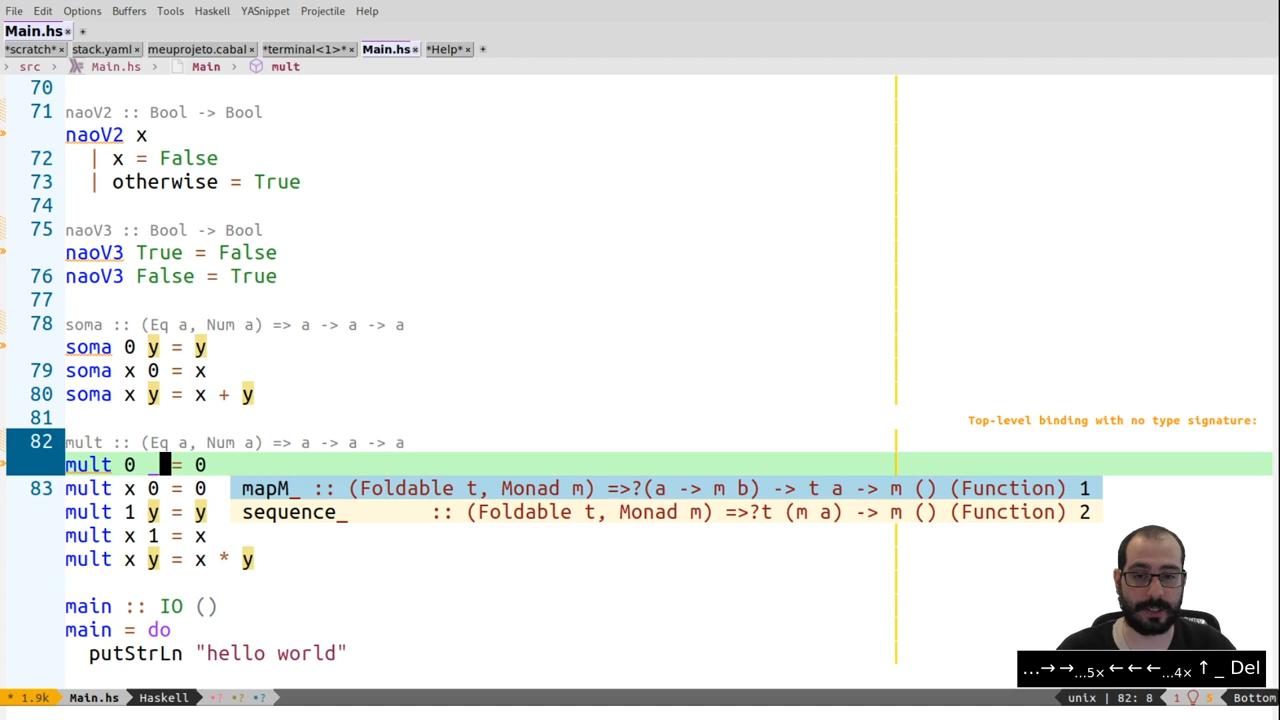 File Edit Options Buffers Tools Haskell YASnippet Projectile Help
Main.hs × +
*scratch* × stack.yaml × meuprojeto.cabal × *terminal<1>* × Main.hs × *Help* × +
› src › Main.hs › Main › mult
70
71 naoV2 :: Bool -> Bool
naoV2 x
72 | x = False
73 | otherwise = True
74
75 naoV3 :: Bool -> Bool
naoV3 True = False
76 naoV3 False = True
77
78 soma :: (Eq a, Num a) => a -> a -> a
soma 0 y = y
79 soma x 0 = x
80 soma x y = x + y
81 Top-level binding with no type signature:
82 mult :: (Eq a, Num a) => a -> a -> a
mult 0 _ = 0
83 mult x 0 = 0 mapM_ :: (Foldable t, Monad m) =>?(a -> m b) -> t a -> m () (Function) 1
mult 1 y = y sequence_ :: (Foldable t, Monad m) =>?t (m a) -> m () (Function) 2
mult x 1 = x
mult x y = x * y
main :: IO ()
main = do
putStrLn "hello world"
...→→...5×←←←...4×↑_ Del
* 1.9k Main.hs Haskell •? •? •? unix | 82: 8 1 5 Bottom